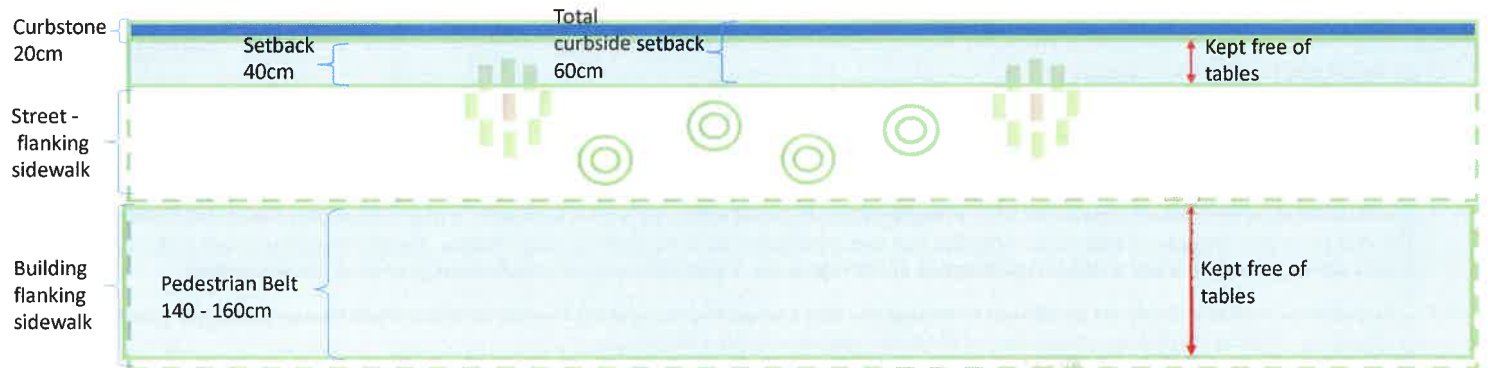 Curbstone
20cm
Setback
40cm
Total
curbside setback
60cm
Kept free of
tables
Street -
flanking
sidewalk
Building
flanking
sidewalk
Pedestrian Belt
140 - 160cm
Kept free of
tables